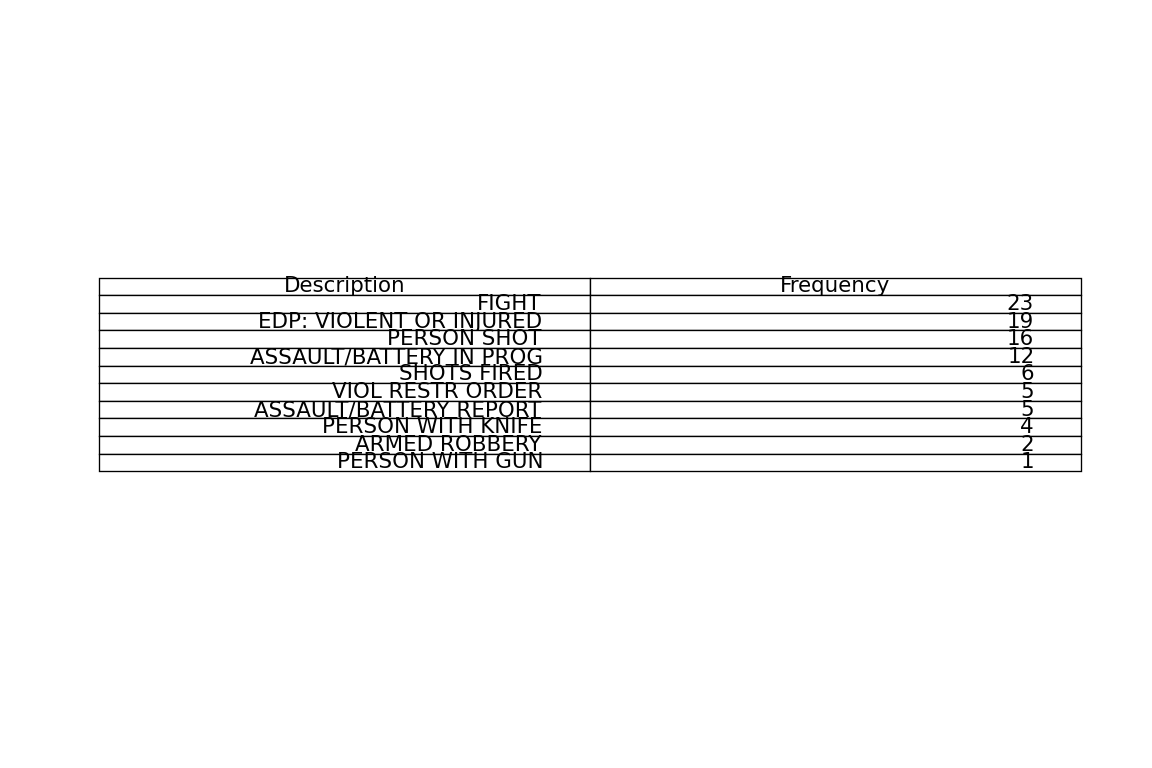 Description Frequency
FIGHT 23
EDP: VIOLENT OR INJURED 19
PERSON SHOT 16
ASSAULT/BATTERY IN PROG 12
SHOTS FIRED 6
VIOL RESTR ORDER 5
ASSAULT/BATTERY REPORT 5
PERSON WITH KNIFE 4
ARMED ROBBERY 2
PERSON WITH GUN 1